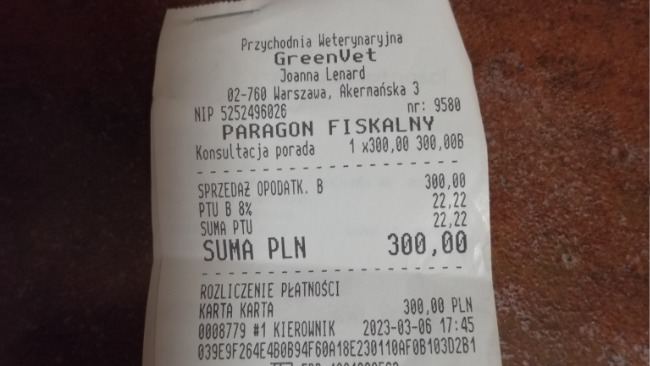 Przychodnia Weterynaryjna
GreenVet
Joanna Lenard
02-760 Warszawa, Akernańska 3
NIP 5252496026 nr: 9580
PARAGON FISKALNY
Konsultacja porada 1 x300,00 300,00B
SPRZEDAŻ OPODATK. B 300,00
PTU B 8% 22,22
SUMA PTU 22,22
SUMA PLN 300,00
ROZLICZENIE PŁATNOŚCI
KARTA KARTA 300,00 PLN
0008779 #1 KIEROWNIK 2023-03-06 17:45
039E9F264E4B0B94F60A18E230110AF0B103D2B1